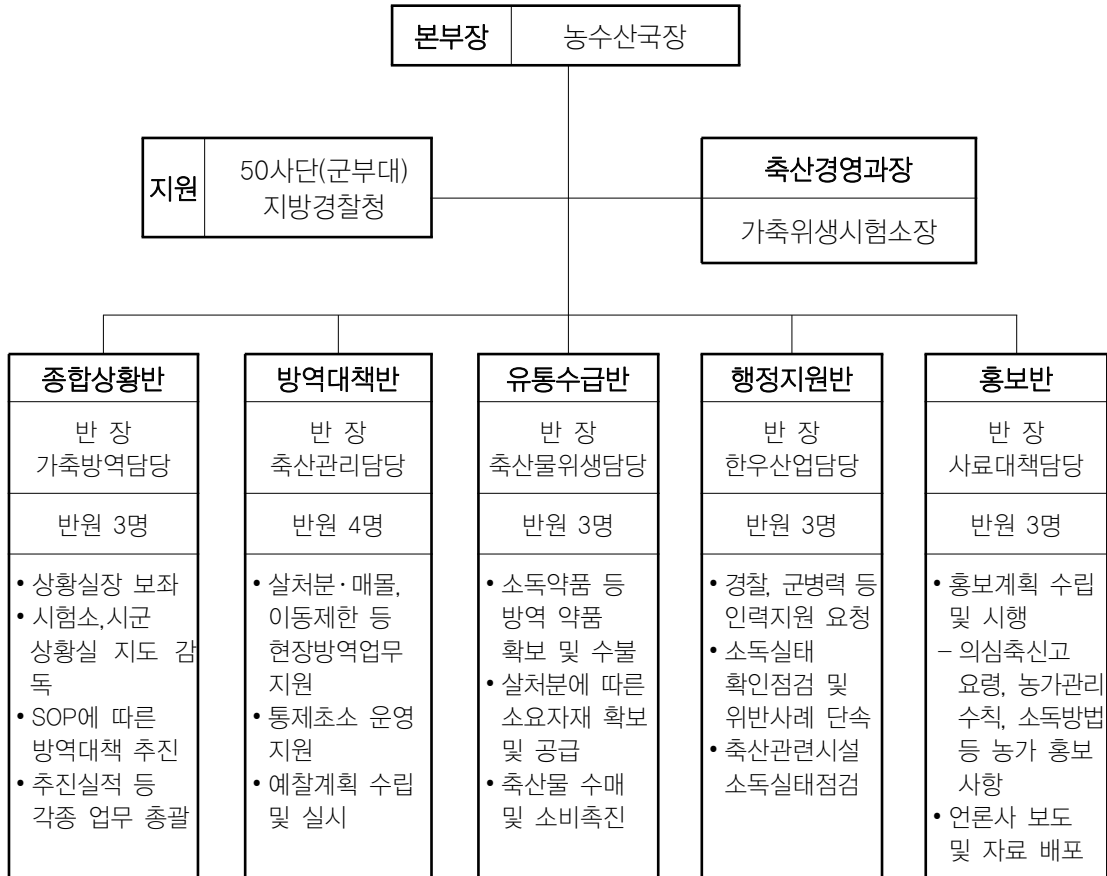 본부장 농수산국장
지원 50사단(군부대)
지방경찰청
축산경영과장
가축위생시험소장
종합상황반
반 장
가축방역담당
반원 3명
• 상황실장 보좌
• 시험소,시군
상황실 지도 감
독
• SOP에 따른
방역대책 추진
• 추진실적 등
각종 업무 총괄
방역대책반
반 장
축산관리담당
반원 4명
• 살처분·매몰,
이동제한 등
현장방역업무
지원
• 통제초소 운영
지원
• 예찰계획 수립
및 실시
유통수급반
반 장
축산물위생담당
반원 3명
• 소독약품 등
방역 약품
확보 및 수불
• 살처분에 따른
소요자재 확보
및 공급
• 축산물 수매
및 소비촉진
행정지원반
반 장
한우산업담당
반원 3명
• 경찰, 군병력 등
인력지원 요청
• 소독실태
확인점검 및
위반사례 단속
• 축산관련시설
소독실태점검
홍보반
반 장
사료대책담당
반원 3명
• 홍보계획 수립
및 시행
– 의심축신고
요령, 농가관리
수칙, 소독방법
등 농가 홍보
사항
• 언론사 보도
및 자료 배포